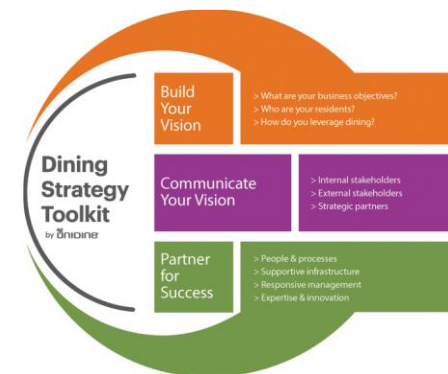 Dining
Strategy
Toolkit
by ŪNIDINE
Build
Your
Vision
> What are your business objectives?
> Who are your residents?
> How do you leverage dining?
Communicate
Your Vision
> Internal stakeholders
> External stakeholders
> Strategic partners
Partner
for
Success
> People & processes
> Supportive infrastructure
> Responsive management
> Expertise & innovation